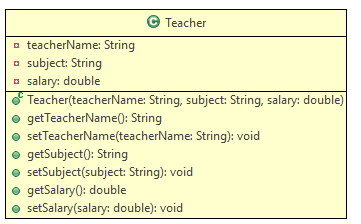 Teacher
teacherName: String
subject: String
salary: double
Teacher(teacherName: String, subject: String, salary: double)
getTeacherName(): String
setTeacherName(teacherName: String): void
getSubject(): String
setSubject(subject: String): void
getSalary(): double
setSalary(salary: double): void